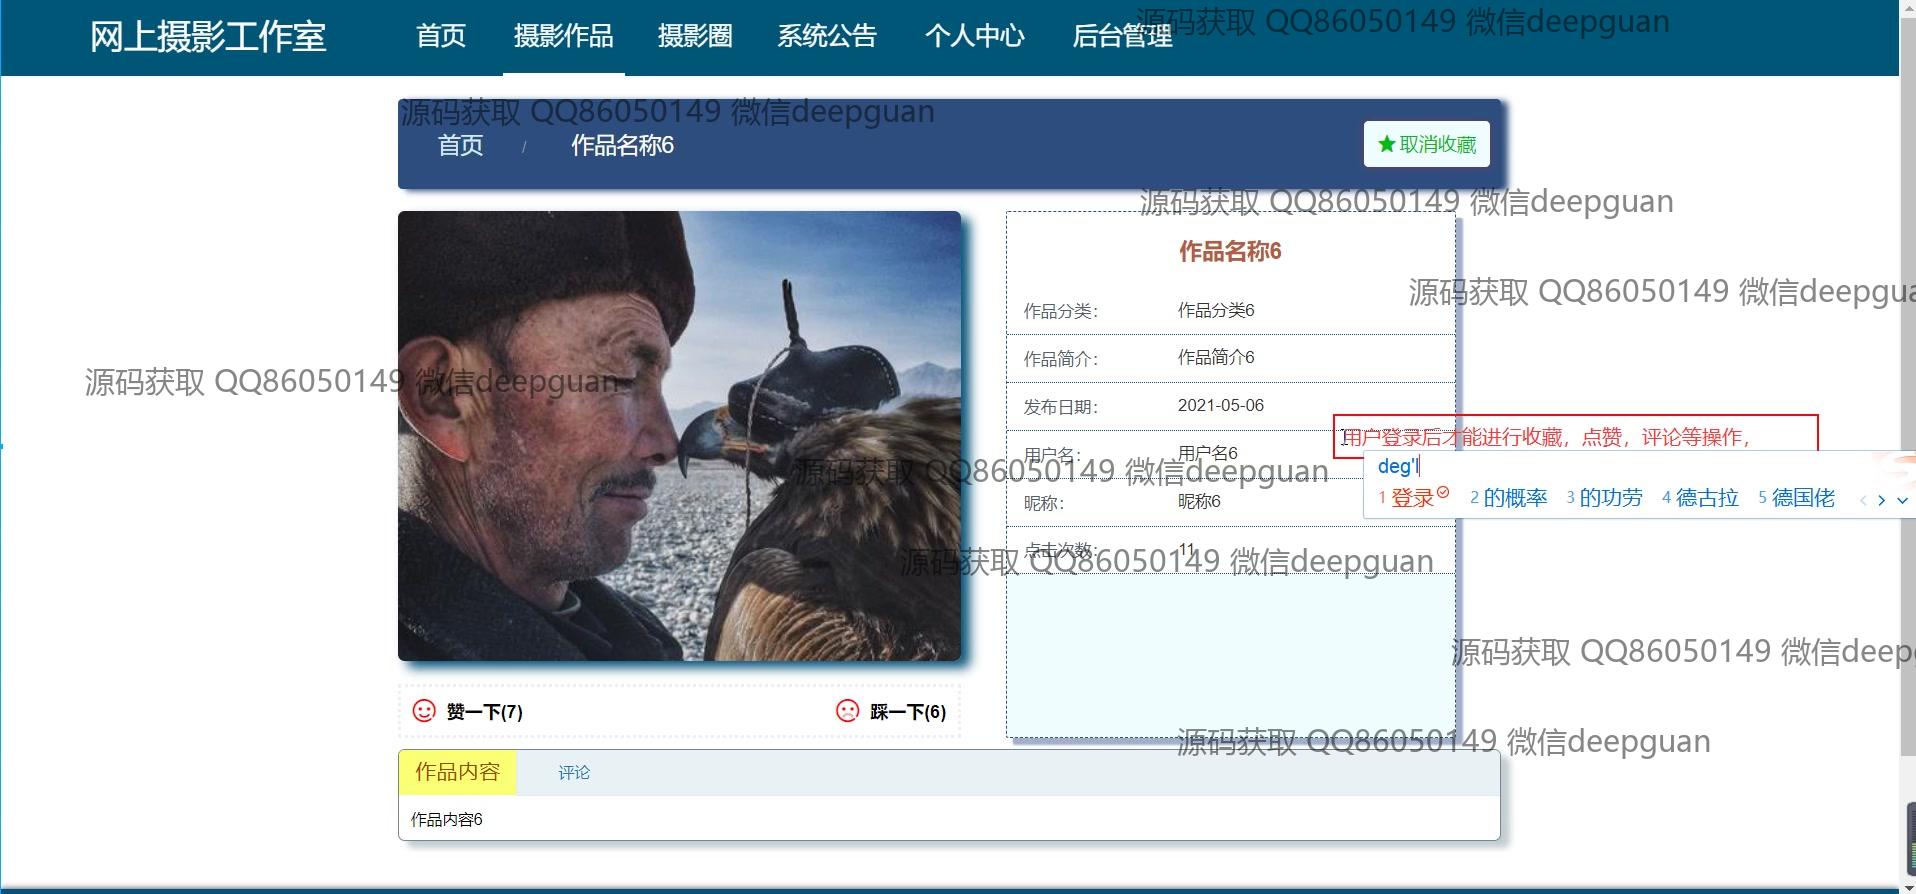 网上摄影工作室
首页
摄影作品
摄影圈
系统公告
个人中心
后台管理
源码获取 QQ86050149 微信deepguan
源码获取 QQ86050149 微信deepguan
首页 / 作品名称6
★取消收藏
源码获取 QQ86050149 微信deepguan
作品名称6
作品分类： 作品分类6
源码获取 QQ86050149 微信deepgua
作品简介： 作品简介6
源码获取 QQ86050149 微信deepguan
发布日期： 2021-05-06
用户登录后才能进行收藏，点赞，评论等操作，
用户名： 用户名6
源码获取 QQ86050149 微信deepguan
deg'l
1 登录 2 的概率 3 的功劳 4 德古拉 5 德国佬
昵称： 昵称6
点击次数： 11
源码获取 QQ86050149 微信deepguan
源码获取 QQ86050149 微信deep
赞一下(7)
踩一下(6)
源码获取 QQ86050149 微信deepguan
作品内容
评论
作品内容6